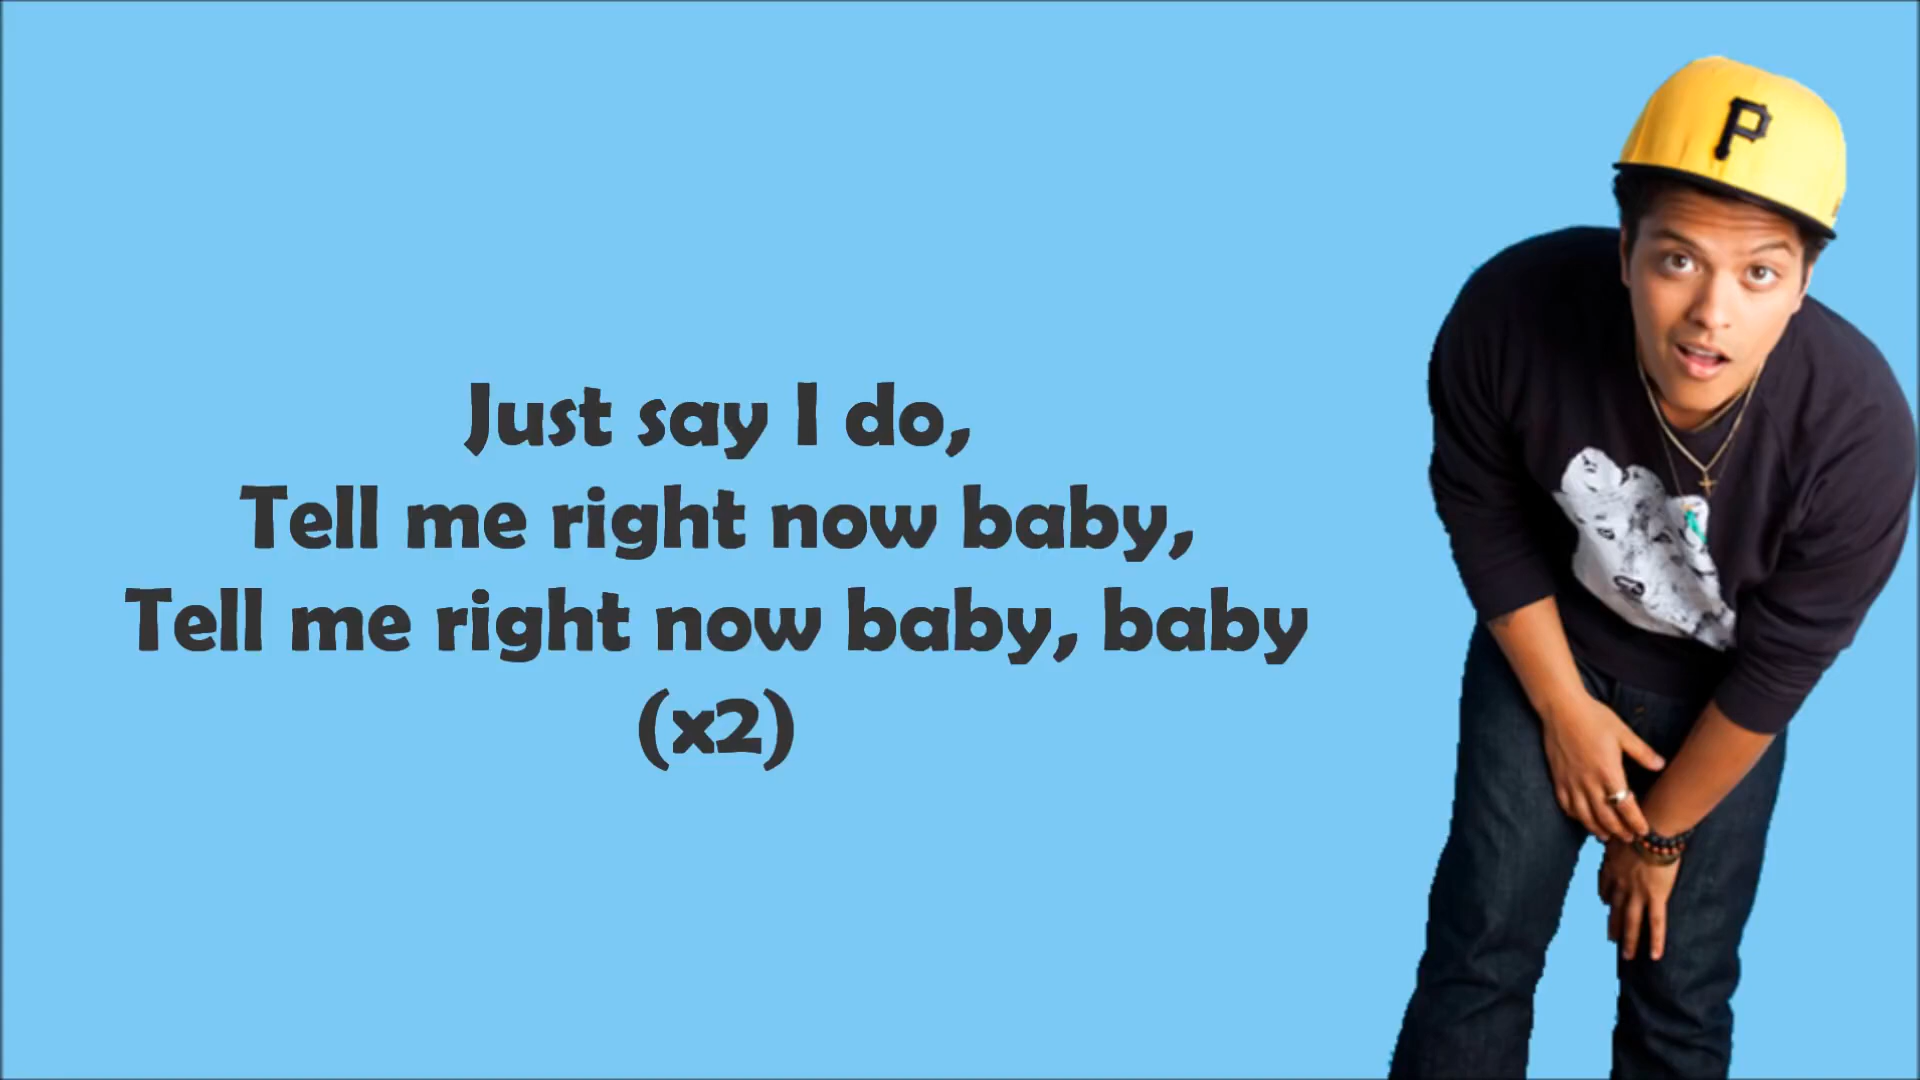 Just say I do,
Tell me right now baby,
Tell me right now baby, baby
(x2)
P